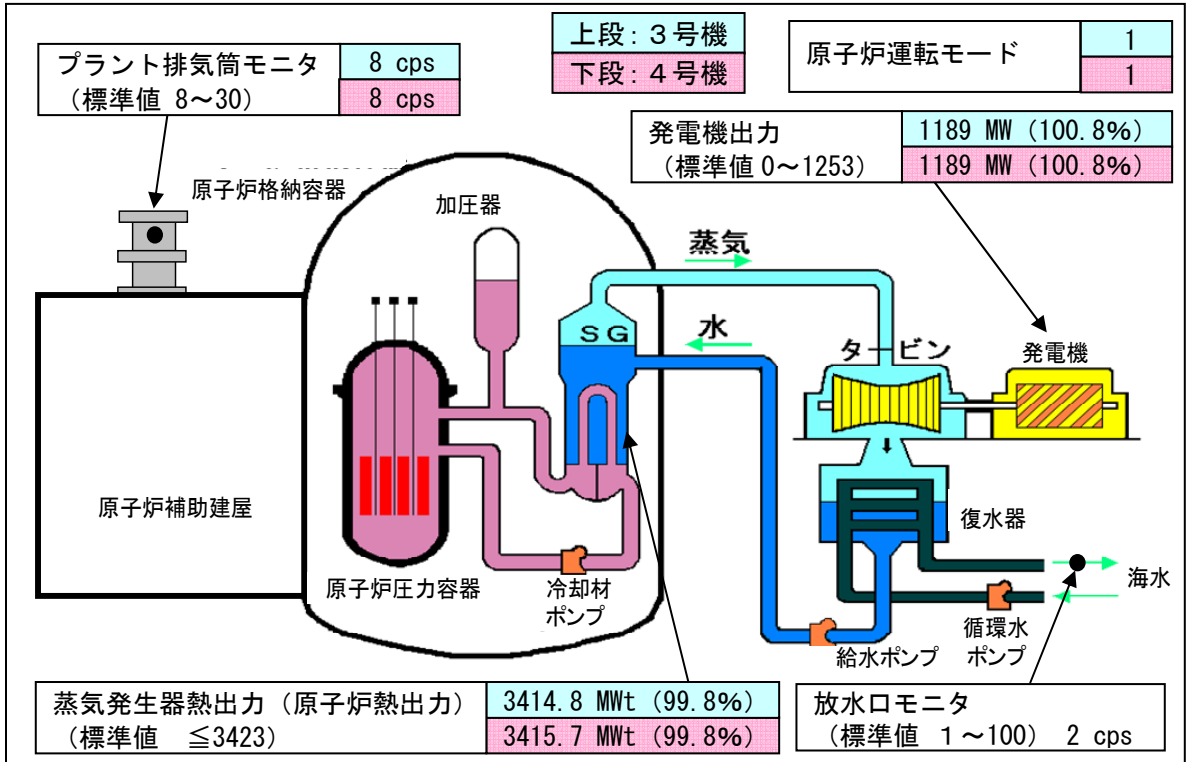 プラント排気筒モニタ 8 cps
(標準値 8～30) 8 cps
上段：３号機
下段：４号機
原子炉運転モード 1
1
発電機出力 1189 MW (100.8%)
(標準値 0～1253) 1189 MW (100.8%)
原子炉格納容器
加圧器
蒸気
ＳＧ
水
タービン
発電機
原子炉補助建屋
復水器
原子炉圧力容器
冷却材
ポンプ
海水
給水ポンプ
循環水
ポンプ
蒸気発生器熱出力（原子炉熱出力） 3414.8 MWt (99.8%)
(標準値 ≦3423) 3415.7 MWt (99.8%)
放水口モニタ
(標準値 １～100) 2 cps